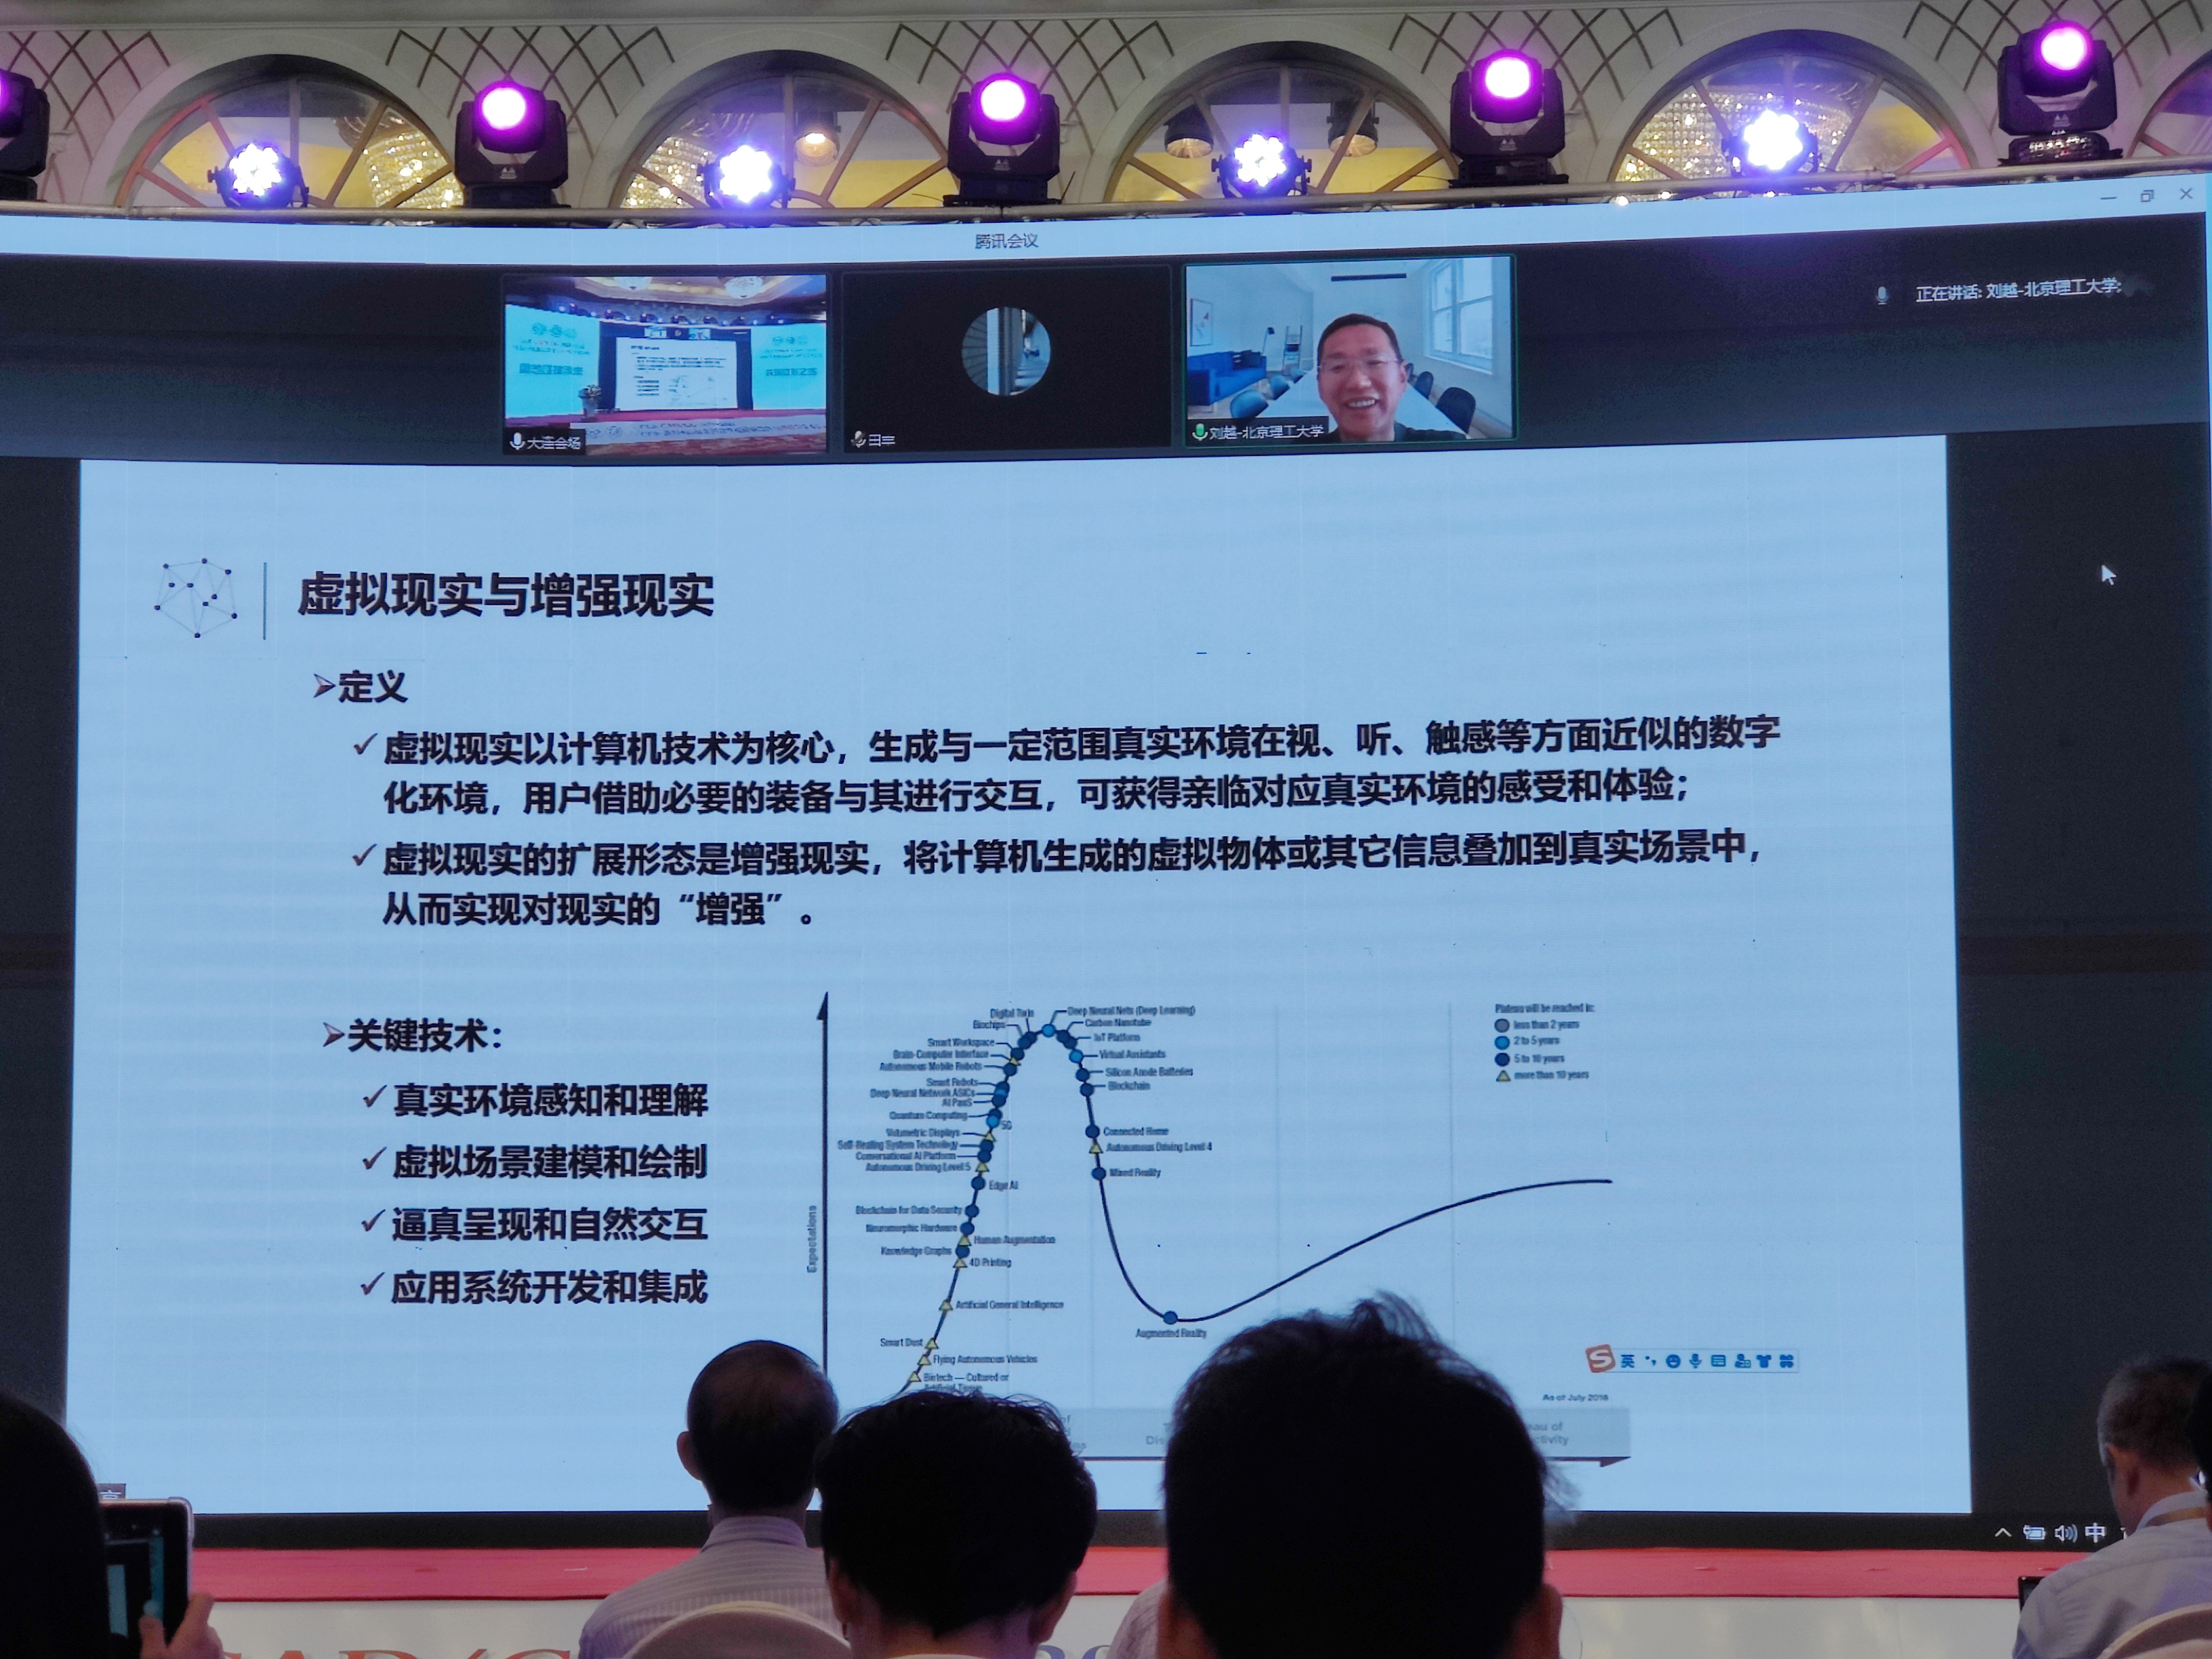 腾讯会议
正在讲话: 刘越-北京理工大学;
大连会场
刘越-北京理工大学
虚拟现实与增强现实
定义
虚拟现实以计算机技术为核心，生成与一定范围真实环境在视、听、触感等方面近似的数字
化环境，用户借助必要的装备与其进行交互，可获得亲临对应真实环境的感受和体验；
虚拟现实的扩展形态是增强现实，将计算机生成的虚拟物体或其它信息叠加到真实场景中，
从而实现对现实的“增强”。
关键技术：
真实环境感知和理解
虚拟场景建模和绘制
逼真呈现和自然交互
应用系统开发和集成
Expectations
Digital Twin
Biochips
Smart Workspace
Brain-Computer Interface
Autonomous Mobile Robots
Smart Robots
Deep Neural Network ASICs
AI PaaS
Quantum Computing
5G
Volumetric Displays
Self-Healing System Technology
Conversational AI Platform
Autonomous Driving Level 5
Edge AI
Blockchain for Data Security
Neuromorphic Hardware
Human Augmentation
Knowledge Graphs
4D Printing
Artificial General Intelligence
Smart Dust
Flying Autonomous Vehicles
Biotech — Cultured or
Artificial Tissue
Deep Neural Nets (Deep Learning)
Carbon Nanotube
IoT Platform
Virtual Assistants
Silicon Anode Batteries
Blockchain
Connected Home
Autonomous Driving Level 4
Mixed Reality
Augmented Reality
Plateau will be reached in:
less than 2 years
2 to 5 years
5 to 10 years
more than 10 years
英
As of July 2018
中